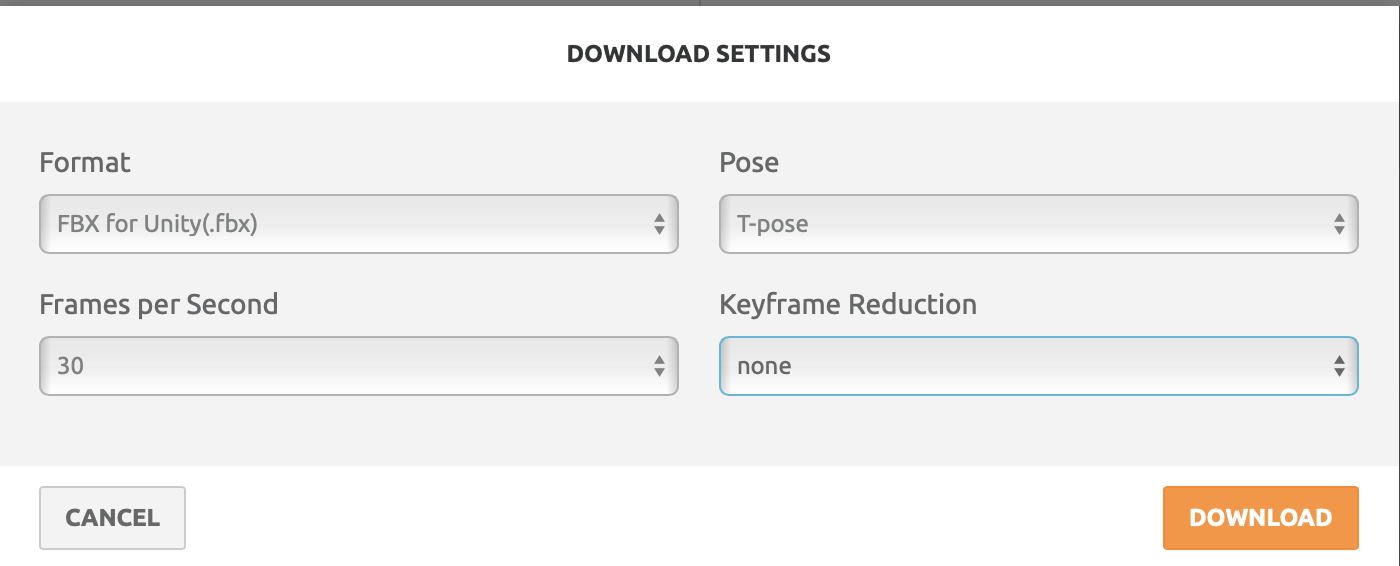 DOWNLOAD SETTINGS
Format
Pose
FBX for Unity(.fbx)
T-pose
Frames per Second
Keyframe Reduction
30
none
CANCEL
DOWNLOAD